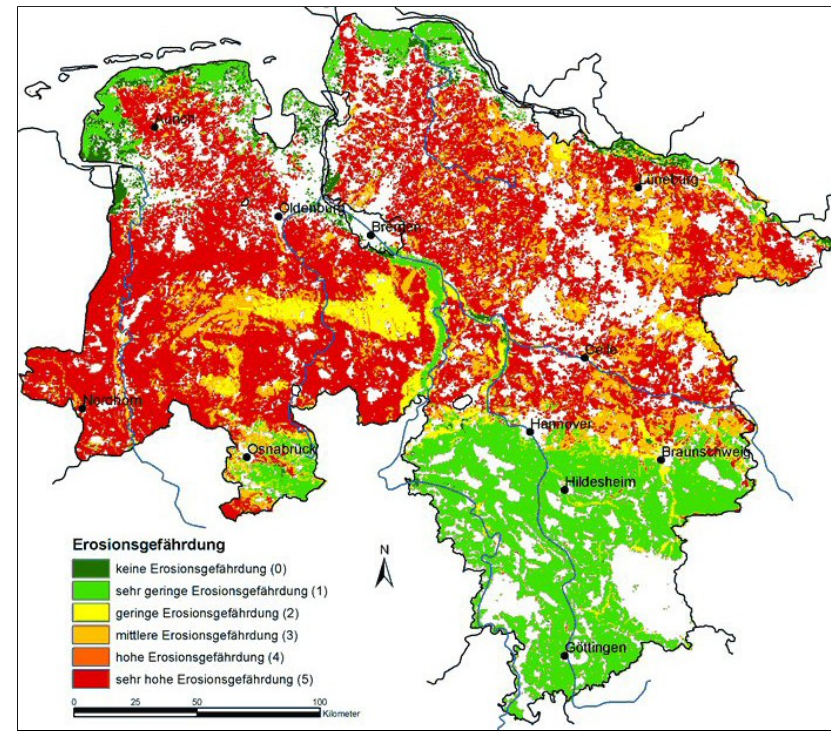 Aurich
Lüneburg
Oldenburg
Bremen
Celle
Nordhorn
Hannover
Osnabrück
Braunschweig
Hildesheim
Göttingen
Erosionsgefährdung
keine Erosionsgefährdung (0)
sehr geringe Erosionsgefährdung (1)
geringe Erosionsgefährdung (2)
mittlere Erosionsgefährdung (3)
hohe Erosionsgefährdung (4)
sehr hohe Erosionsgefährdung (5)
N
0 25 50 100
Kilometer